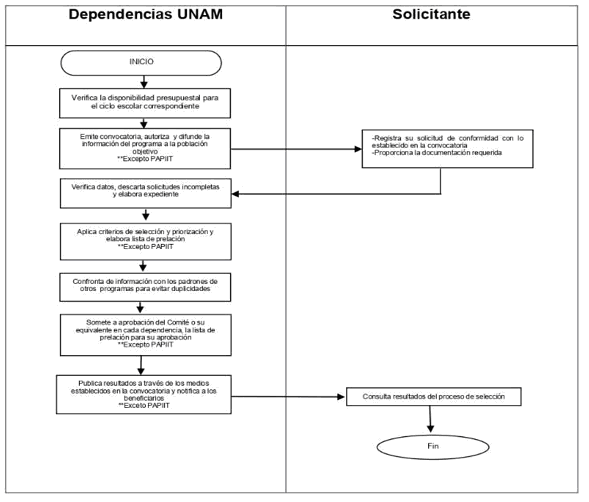 Dependencias UNAM
Solicitante
INICIO
Verifica la disponibilidad presupuestal para
el ciclo escolar correspondiente
Emite convocatoria, autoriza y difunde la
información del programa a la población
objetivo
**Excepto PAPIIT
-Registra su solicitud de conformidad con lo
establecido en la convocatoria
-Proporciona la documentación requerida
Verifica datos, descarta solicitudes incompletas
y elabora expediente
Aplica criterios de selección y priorización y
elabora lista de prelación
**Excepto PAPIIT
Confronta de información con los padrones de
otros programas para evitar duplicidades
Somete a aprobación del Comité o su
equivalente en cada dependencia, la lista de
prelación para su aprobación
**Excepto PAPIIT
Publica resultados a través de los medios
establecidos en la convocatoria y notifica a los
beneficiarios
**Exceto PAPIIT
Consulta resultados del proceso de selección
Fin